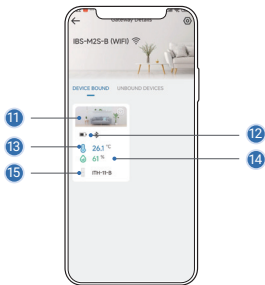 Gateway Details
IBS-M2S-B (WIFI)
DEVICE BOUND UNBOUND DEVICES
11
12
13 26.1 °C
61 % 14
15 ITH-11-B